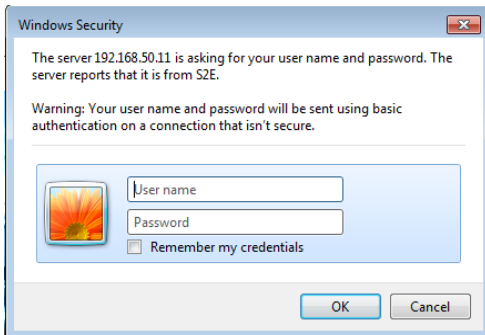 Windows Security
The server 192.168.50.11 is asking for your user name and password. The
server reports that it is from S2E.
Warning: Your user name and password will be sent using basic
authentication on a connection that isn't secure.
User name
Password
Remember my credentials
OK
Cancel